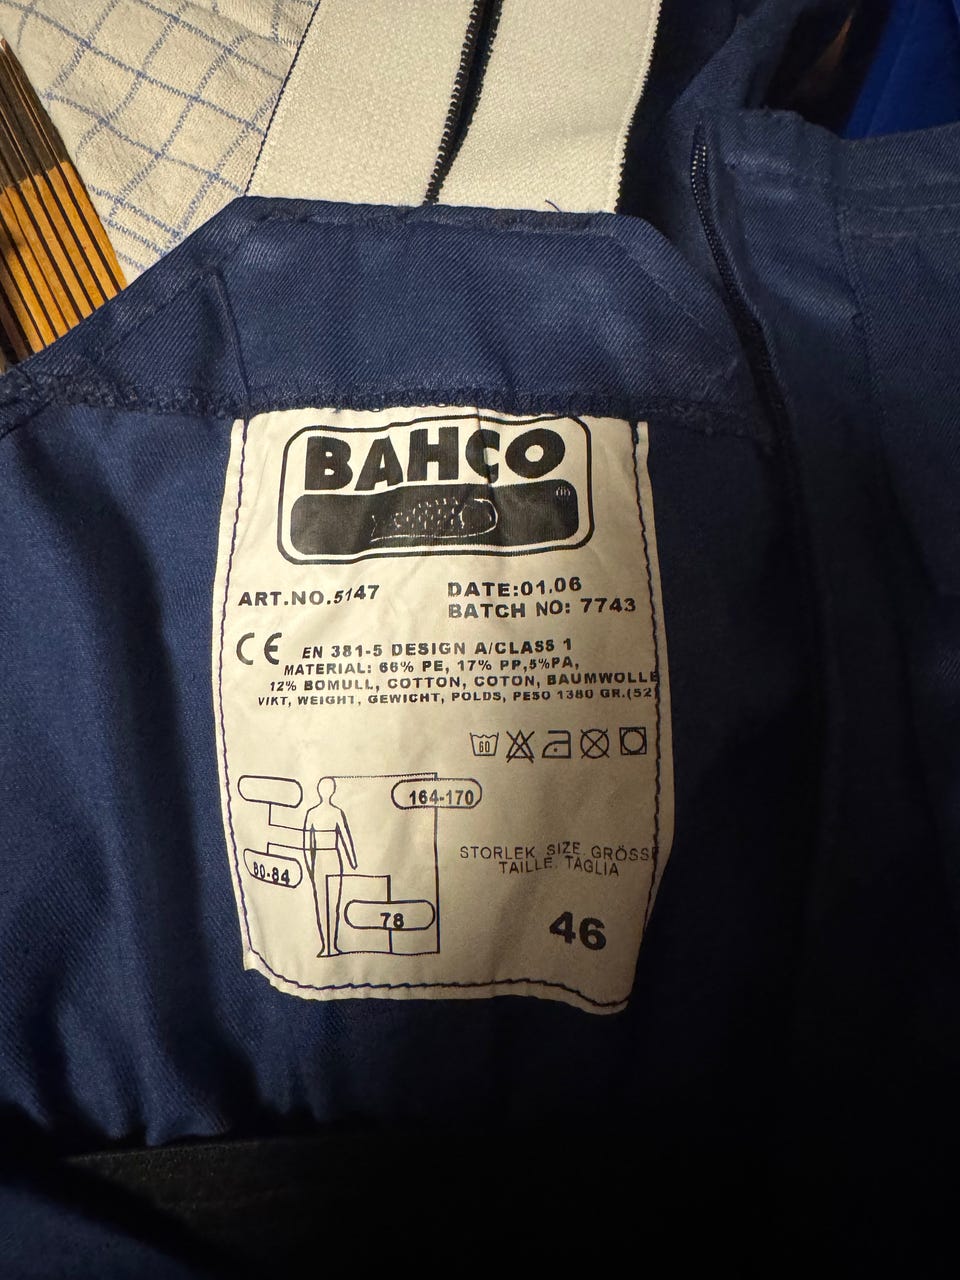 BAHCO
ART.NO.5147
DATE:01.06
BATCH NO: 7743
CE EN 381-5 DESIGN A/CLASS 1
MATERIAL: 66% PE, 17% PP,5%PA,
12% BOMULL, COTTON, COTON, BAUMWOLLE
VIKT, WEIGHT, GEWICHT, POLDS, PESO 1380 GR.(52)
60
164-170
80-84
78
STORLEK SIZE GRÖSSE
TAILLE TAGLIA
46